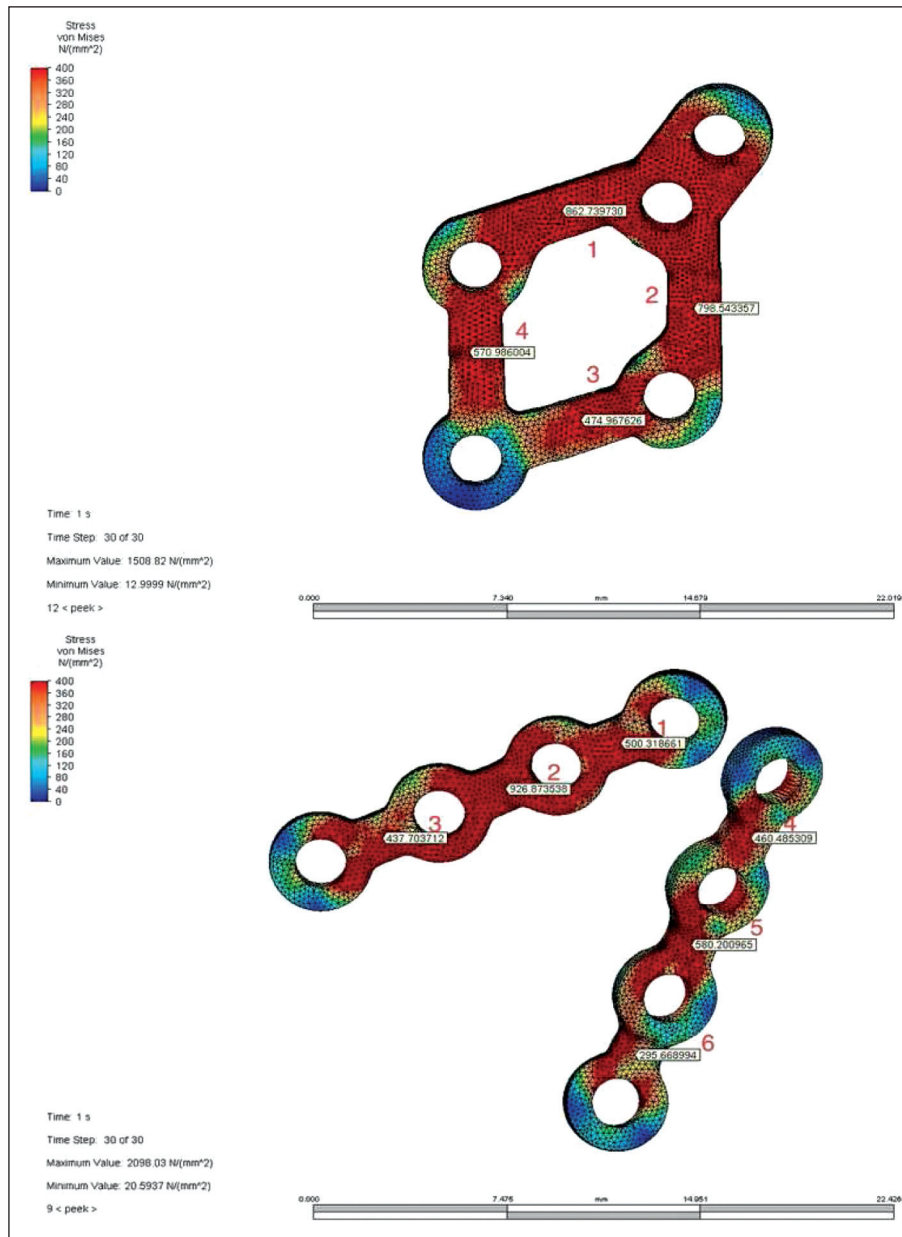 Stress
von Mises
N/(mm^2)
400
360
320
280
240
200
160
120
80
40
0
862.739730
1
2
798.543357
4
570.986004
3
474.967626
Time: 1 s
Time Step: 30 of 30
Maximum Value: 1508.82 N/(mm^2)
Minimum Value: 12.9999 N/(mm^2)
12 < peek >
0.000 7.340 mm 14.679 22.019
Stress
von Mises
N/(mm^2)
400
360
320
280
240
200
160
120
80
40
0
1
500.318661
2
926.873538
3
437.703712
4
460.485309
5
580.200965
6
295.668994
Time: 1 s
Time Step: 30 of 30
Maximum Value: 2098.03 N/(mm^2)
Minimum Value: 20.5937 N/(mm^2)
9 < peek >
0.000 7.476 mm 14.951 22.426